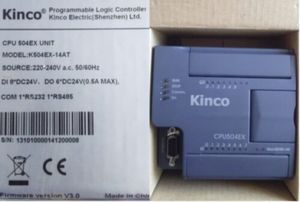 Kinco® Programmable Logic Controller
Kinco Electric(Shenzhen) Ltd.
CPU 504EX UNIT
MODEL:K504EX-14AT
SOURCE:220-240V a.c. 50/60Hz
DI 8*DC24V, DO 6*DC24V(0.5A MAX),
COM 1*RS232 1*RS485
S/N: 131010000141200008
Firmware version V3.0 Made in
Kinco
CPU504EX